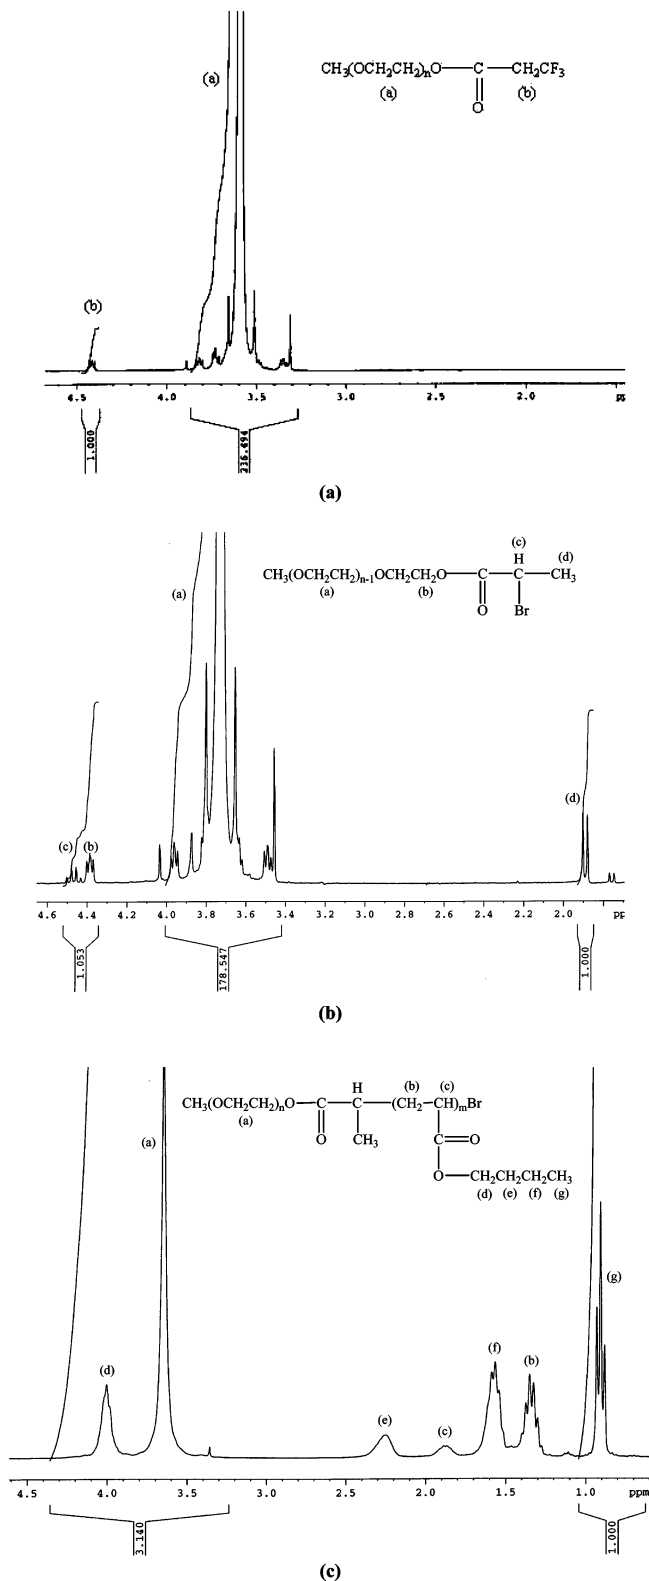 (a)
CH₃(OCH₂CH₂)ₙO — C — CH₂CF₃
(a) (b)
O
(b)
4.5 4.0 3.5 3.0 2.5 2.0
1.000 236.694
(a)
(c)
H (d)
CH₃(OCH₂CH₂)ₙ₋₁OCH₂CH₂O — C — C — CH₃
(a) (b)
O Br
(a)
(d)
(c) (b)
4.6 4.4 4.2 4.0 3.8 3.6 3.4 3.2 3.0 2.8 2.6 2.4 2.2 2.0
1.053 178.547 1.000
(b)
H (b) (c)
CH₃(OCH₂CH₂)ₙO — C — C — (CH₂—CH)ₘBr
(a)
O CH₃ C = O
O — CH₂CH₂CH₂CH₃
(d) (e) (f) (g)
(a)
(g)
(d) (f) (b)
(e) (c)
4.5 4.0 3.5 3.0 2.5 2.0 1.5 1.0 ppm
3.140 1.000
(c)